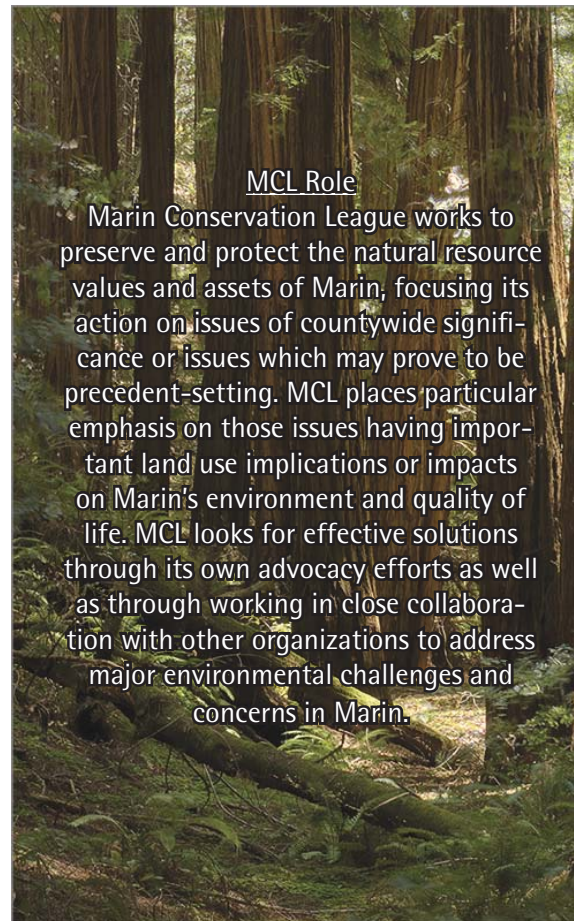 MCL Role
Marin Conservation League works to
preserve and protect the natural resource
values and assets of Marin, focusing its
action on issues of countywide signifi-
cance or issues which may prove to be
precedent-setting. MCL places particular
emphasis on those issues having impor-
tant land use implications or impacts
on Marin's environment and quality of
life. MCL looks for effective solutions
through its own advocacy efforts as well
as through working in close collabora-
tion with other organizations to address
major environmental challenges and
concerns in Marin.